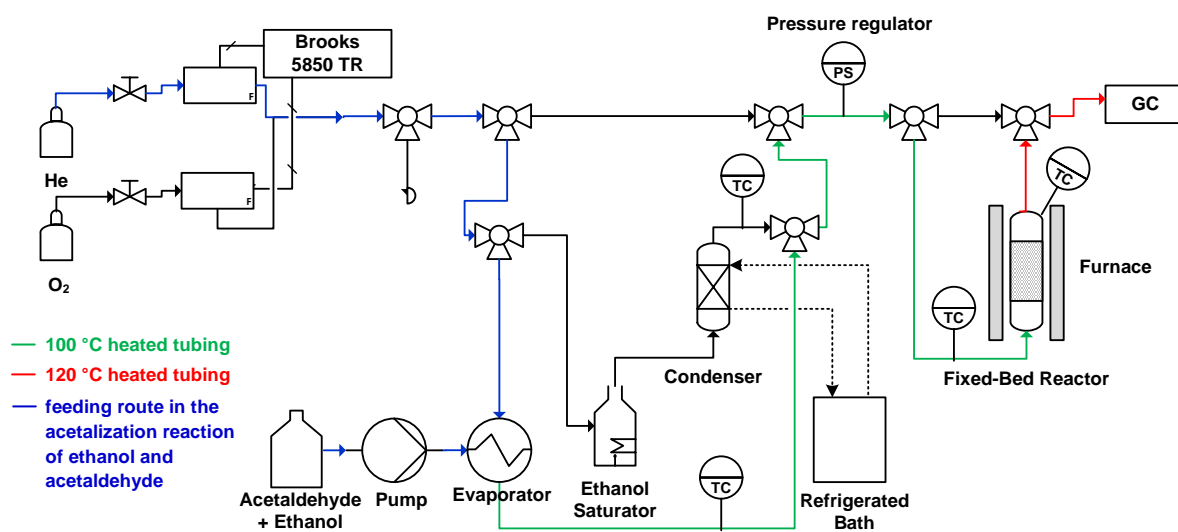 Pressure regulator
Brooks
5850 TR
PS
F
GC
He
TC
TC
F
O₂
Furnace
TC
100 °C heated tubing
120 °C heated tubing
feeding route in the
acetalization reaction
of ethanol and
acetaldehyde
Condenser
Fixed-Bed Reactor
TC
Acetaldehyde
+ Ethanol
Pump
Evaporator
Ethanol
Saturator
Refrigerated
Bath